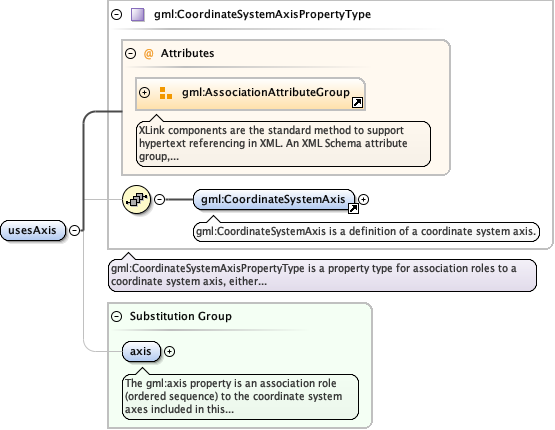 gml:CoordinateSystemAxisPropertyType
@ Attributes
gml:AssociationAttributeGroup
XLink components are the standard method to support
hypertext referencing in XML. An XML Schema attribute
group,...
gml:CoordinateSystemAxis
gml:CoordinateSystemAxis is a definition of a coordinate system axis.
usesAxis
gml:CoordinateSystemAxisPropertyType is a property type for association roles to a
coordinate system axis, either...
Substitution Group
axis
The gml:axis property is an association role
(ordered sequence) to the coordinate system
axes included in this...